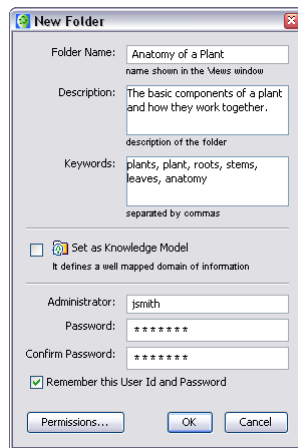 New Folder
Folder Name: Anatomy of a Plant
name shown in the Views window
Description: The basic components of a plant
and how they work together.
description of the folder
Keywords: plants, plant, roots, stems,
leaves, anatomy
separated by commas
Set as Knowledge Model
It defines a well mapped domain of information
Administrator: jsmith
Password: *******
Confirm Password: *******
Remember this User Id and Password
Permissions... OK Cancel